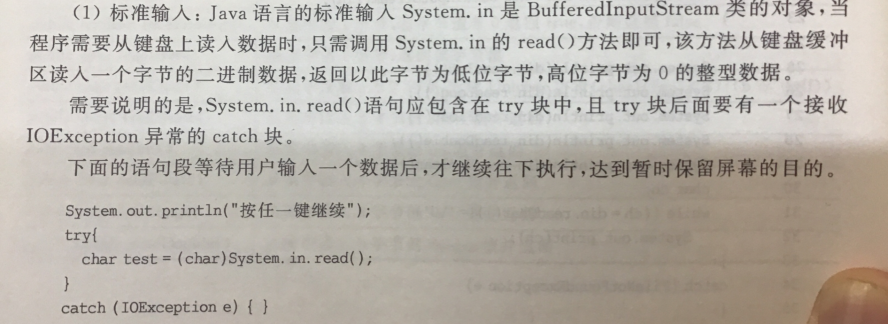 (1) 标准输入：Java 语言的标准输入 System. in 是 BufferedInputStream 类的对象，当
程序需要从键盘上读入数据时，只需调用 System. in 的 read()方法即可，该方法从键盘缓冲
区读入一个字节的二进制数据，返回以此字节为低位字节，高位字节为 0 的整型数据。
需要说明的是，System. in. read()语句应包含在 try 块中，且 try 块后面要有一个接收
IOException 异常的 catch 块。
下面的语句段等待用户输入一个数据后，才继续往下执行，达到暂时保留屏幕的目的。
System. out. println("按任一键继续");
try{
char test = (char)System. in. read();
}
catch (IOException e) { }